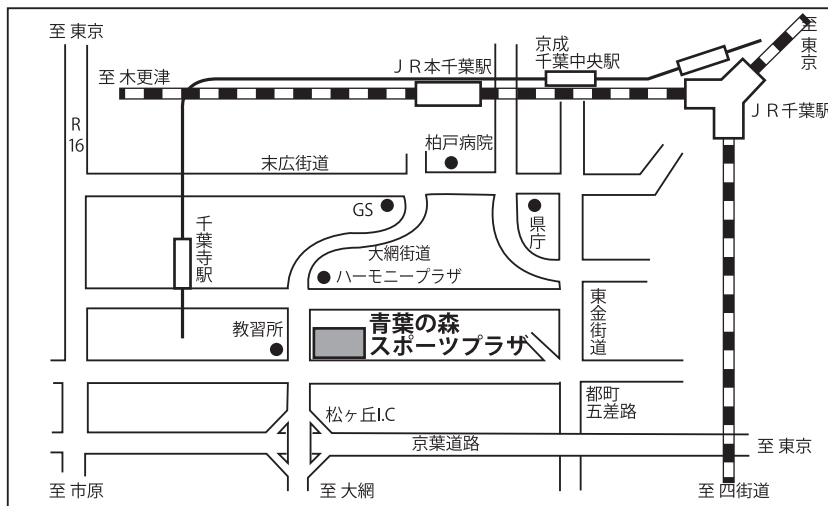 至 東京
京成
千葉中央駅
至 東京
ＪＲ本千葉駅
至 木更津
ＪＲ千葉駅
R
16
柏戸病院
末広街道
GS
県庁
千葉寺駅
大網街道
ハーモニープラザ
東金街道
教習所
青葉の森
スポーツプラザ
都町
五差路
松ヶ丘I.C
京葉道路
至 東京
至 市原
至 大網
至 四街道